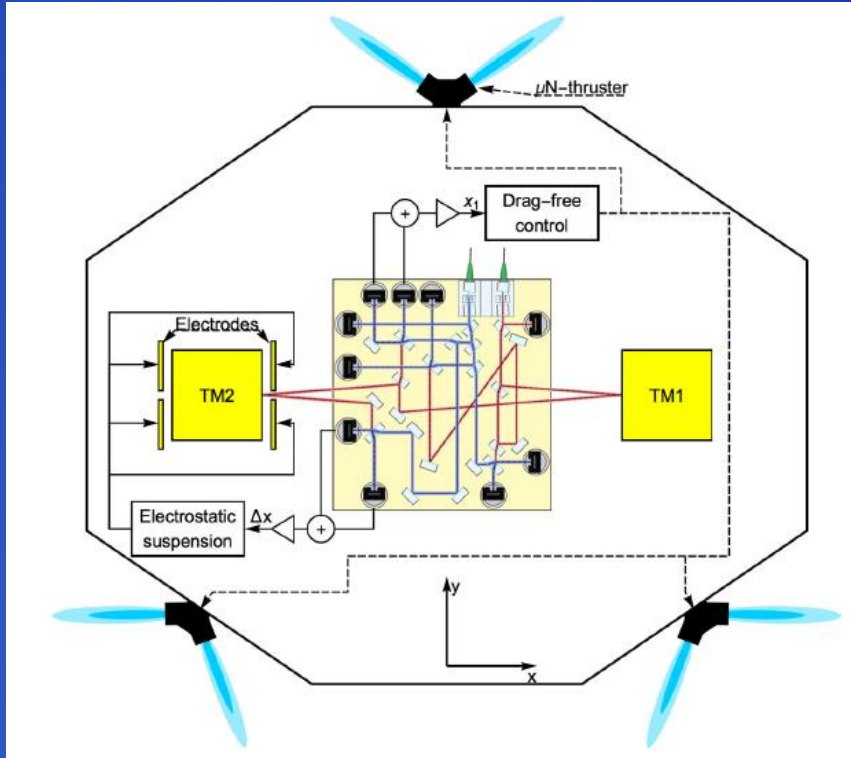 μN-thruster
x₁
Drag-free
control
Electrodes
TM2
TM1
Electrostatic
suspension
Δx
+
+
y
x